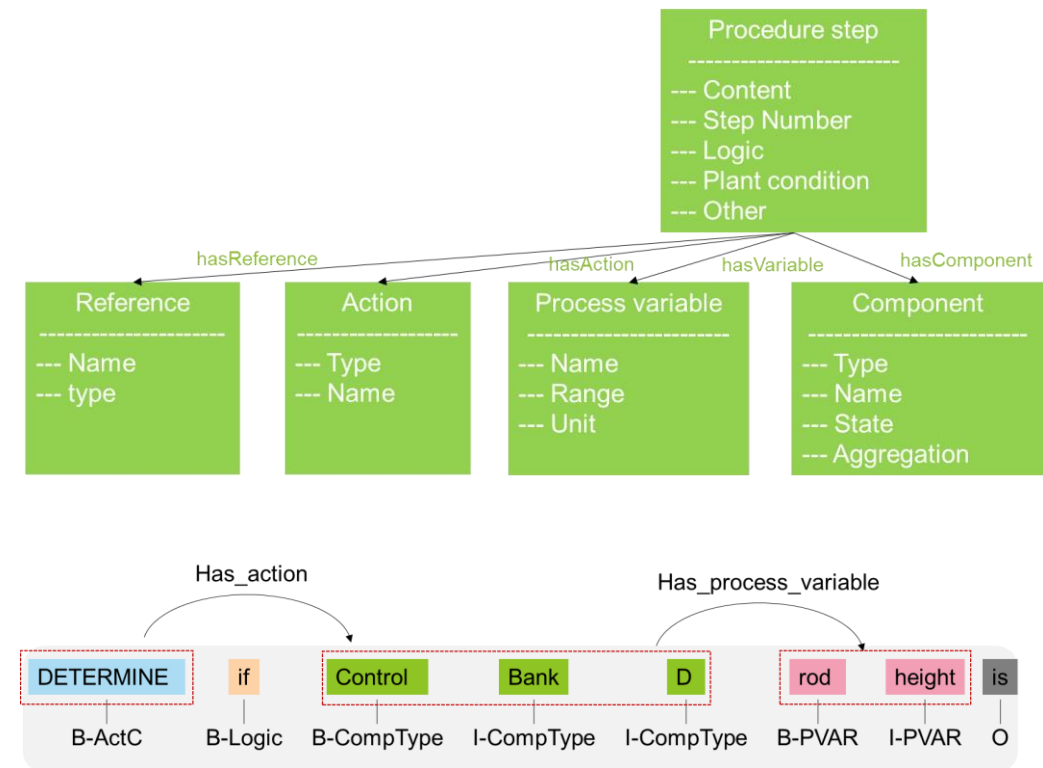 Procedure step
--------------------------
--- Content
--- Step Number
--- Logic
--- Plant condition
--- Other
hasReference
hasAction
hasVariable
hasComponent
Reference
-----------------------
--- Name
--- type
Action
----------------
--- Type
--- Name
Process variable
-----------------------
--- Name
--- Range
--- Unit
Component
---------------------------
--- Type
--- Name
--- State
--- Aggregation
Has_action
Has_process_variable
DETERMINE if Control Bank D rod height is
B-ActC B-Logic B-CompType I-CompType I-CompType B-PVAR I-PVAR O